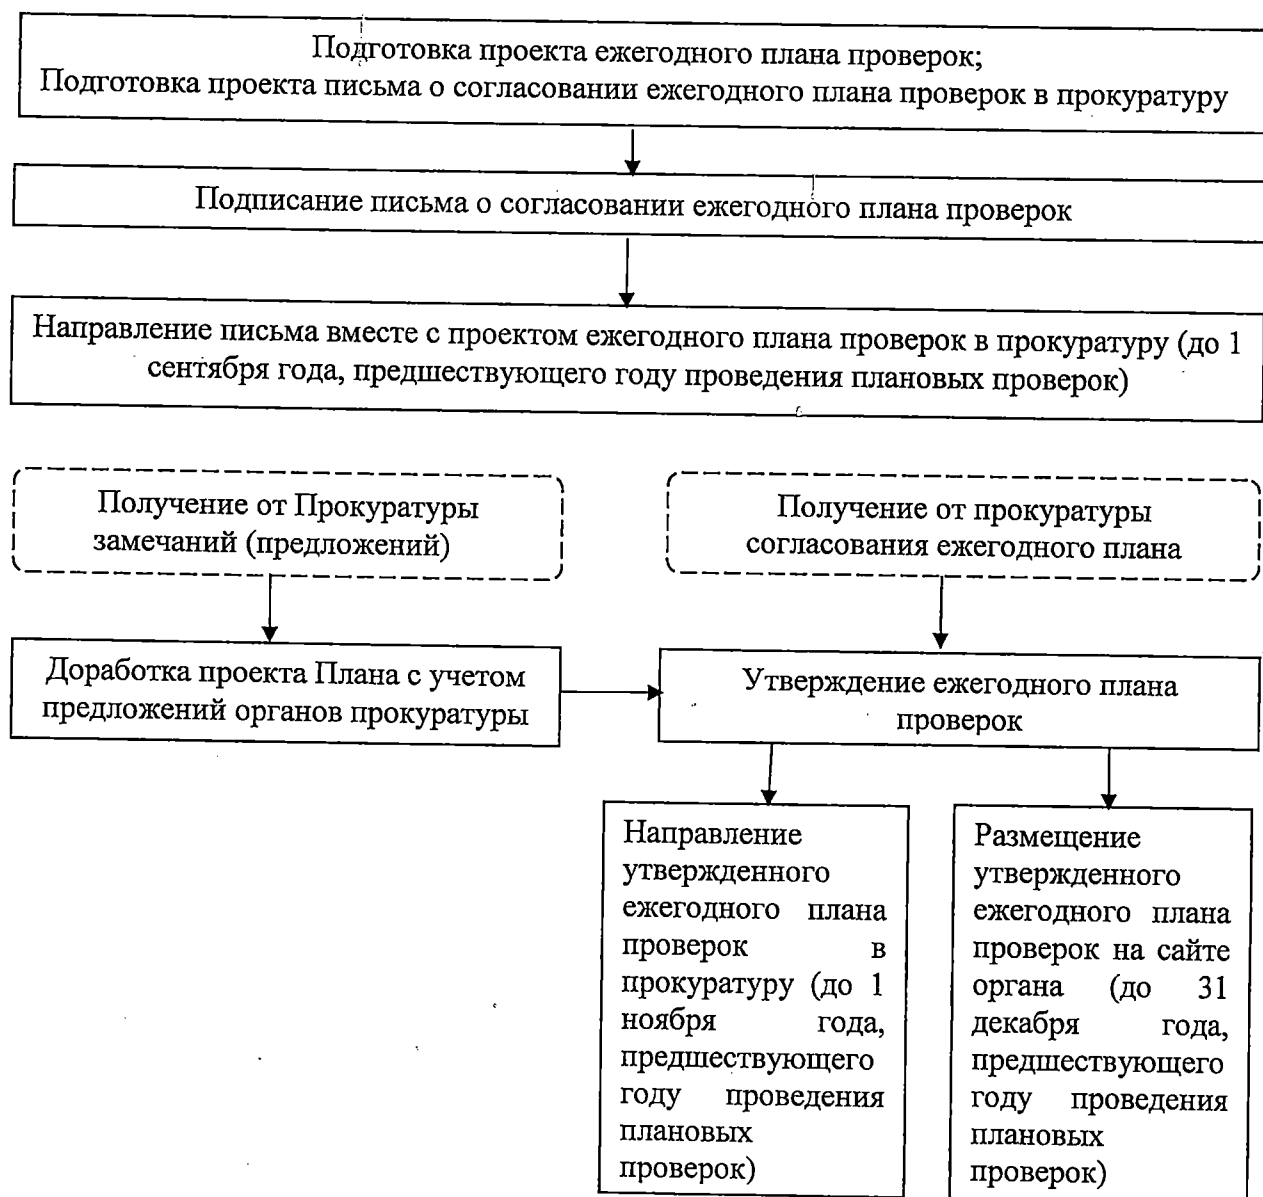 Подготовка проекта ежегодного плана проверок;
Подготовка проекта письма о согласовании ежегодного плана проверок в прокуратуру
Подписание письма о согласовании ежегодного плана проверок
Направление письма вместе с проектом ежегодного плана проверок в прокуратуру (до 1
сентября года, предшествующего году проведения плановых проверок)
Получение от Прокуратуры
замечаний (предложений)
Получение от прокуратуры
согласования ежегодного плана
Доработка проекта Плана с учетом
предложений органов прокуратуры
Утверждение ежегодного плана
проверок
Направление
утвержденного
ежегодного плана
проверок в
прокуратуру (до 1
ноября года,
предшествующего
году проведения
плановых
проверок)
Размещение
утвержденного
ежегодного плана
проверок на сайте
органа (до 31
декабря года,
предшествующего
году проведения
плановых
проверок)